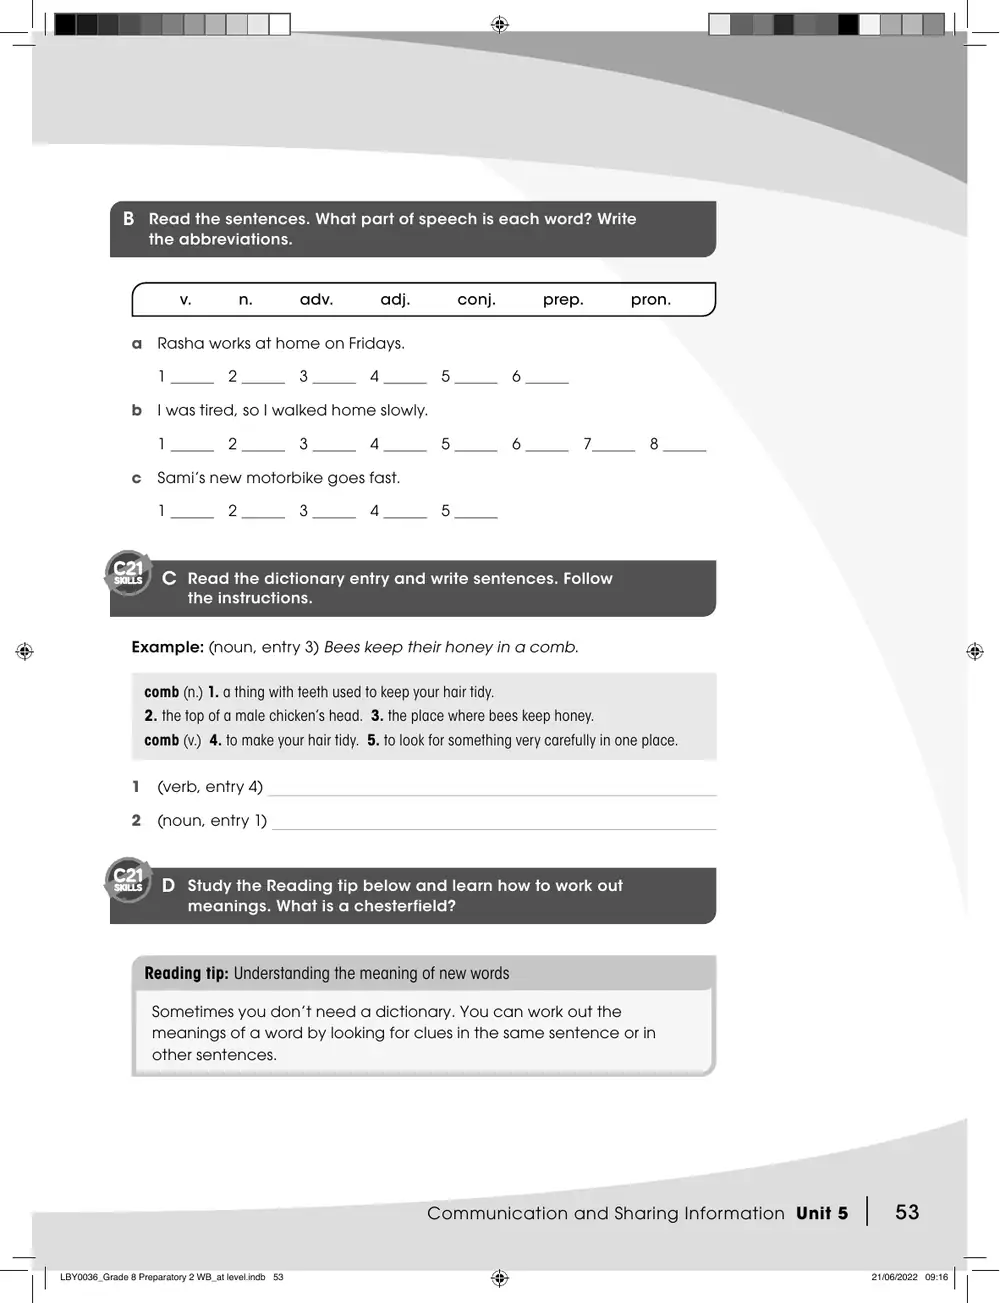 B Read the sentences. What part of speech is each word? Write
the abbreviations.
v. n. adv. adj. conj. prep. pron.
a Rasha works at home on Fridays.
1 _____ 2 _____ 3 _____ 4 _____ 5 _____ 6 _____
b I was tired, so I walked home slowly.
1 _____ 2 _____ 3 _____ 4 _____ 5 _____ 6 _____ 7_____ 8 _____
c Sami's new motorbike goes fast.
1 _____ 2 _____ 3 _____ 4 _____ 5 _____
C21
SKILLS
C Read the dictionary entry and write sentences. Follow
the instructions.
Example: (noun, entry 3) Bees keep their honey in a comb.
comb (n.) 1. a thing with teeth used to keep your hair tidy.
2. the top of a male chicken's head. 3. the place where bees keep honey.
comb (v.) 4. to make your hair tidy. 5. to look for something very carefully in one place.
1 (verb, entry 4) ______________________________
2 (noun, entry 1) ______________________________
C21
SKILLS
D Study the Reading tip below and learn how to work out
meanings. What is a chesterfield?
Reading tip: Understanding the meaning of new words
Sometimes you don't need a dictionary. You can work out the
meanings of a word by looking for clues in the same sentence or in
other sentences.
Communication and Sharing Information Unit 5 53
LBY0036_Grade 8 Preparatory 2 WB_at level.indb 53 21/06/2022 09:16